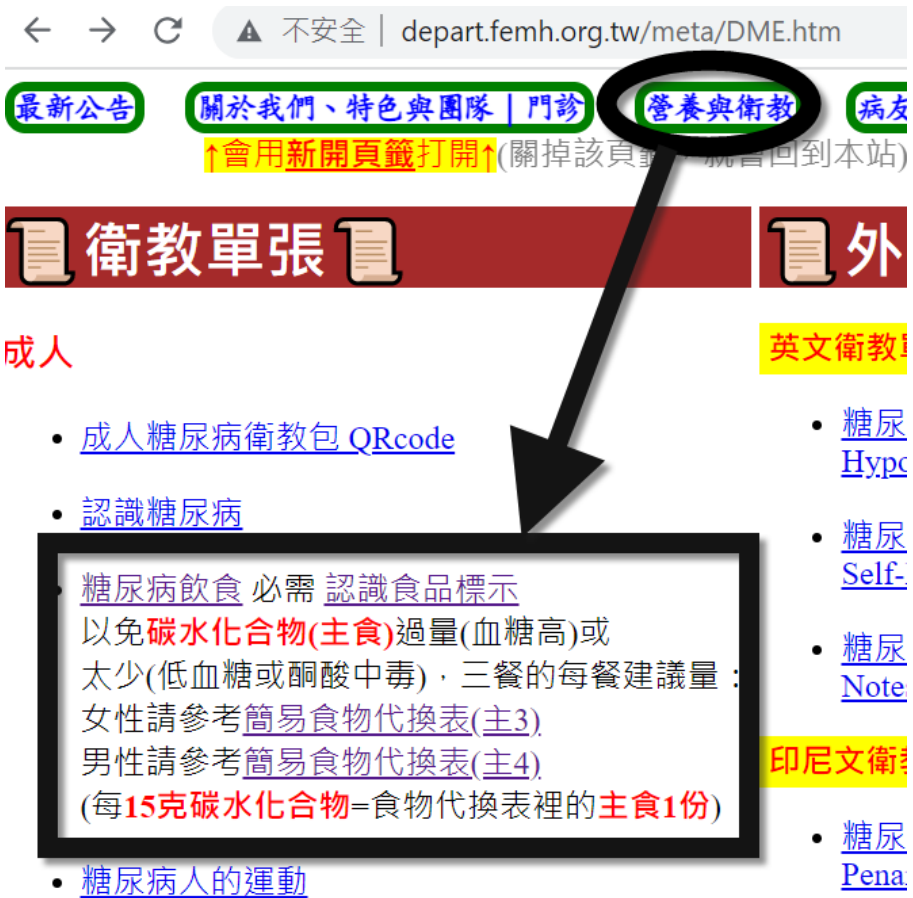 不安全 | depart.femh.org.tw/meta/DME.htm
最新公告 關於我們、特色與團隊 | 門診 營養與衛教 病友
↑會用新開頁籤打開↑(關掉該頁籤，就會回到本站)
衛教單張 外
成人
英文衛教
• 成人糖尿病衛教包 QRcode
• 糖尿
Hypo
• 認識糖尿病
• 糖尿
Self-
• 糖尿病飲食 必需 認識食品標示
以免碳水化合物(主食)過量(血糖高)或
太少(低血糖或酮酸中毒)，三餐的每餐建議量：
女性請參考簡易食物代換表(主3)
男性請參考簡易食物代換表(主4)
(每15克碳水化合物=食物代換表裡的主食1份)
• 糖尿
Notes
印尼文衛
• 糖尿病人的運動
• 糖尿
Pena